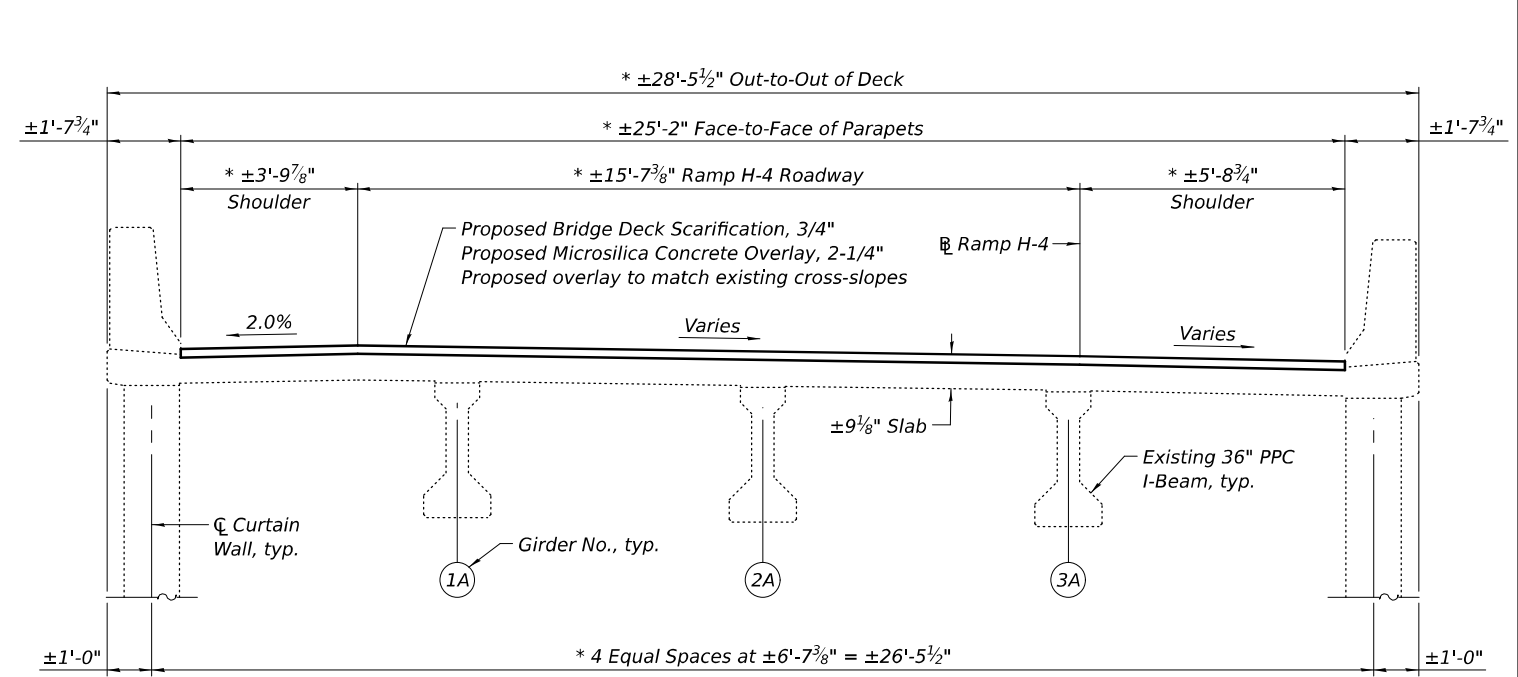 * ±28'-5½" Out-to-Out of Deck
±1'-7¾"
* ±25'-2" Face-to-Face of Parapets
±1'-7¾"
* ±3'-9⅞"
Shoulder
* ±15'-7⅜" Ramp H-4 Roadway
* ±5'-8¾"
Shoulder
Proposed Bridge Deck Scarification, 3/4"
Proposed Microsilica Concrete Overlay, 2-1/4"
Proposed overlay to match existing cross-slopes
BL Ramp H-4
2.0%
Varies
Varies
±9⅛" Slab
Existing 36" PPC
I-Beam, typ.
CL Curtain
Wall, typ.
Girder No., typ.
1A
2A
3A
±1'-0"
* 4 Equal Spaces at ±6'-7⅜" = ±26'-5½"
±1'-0"